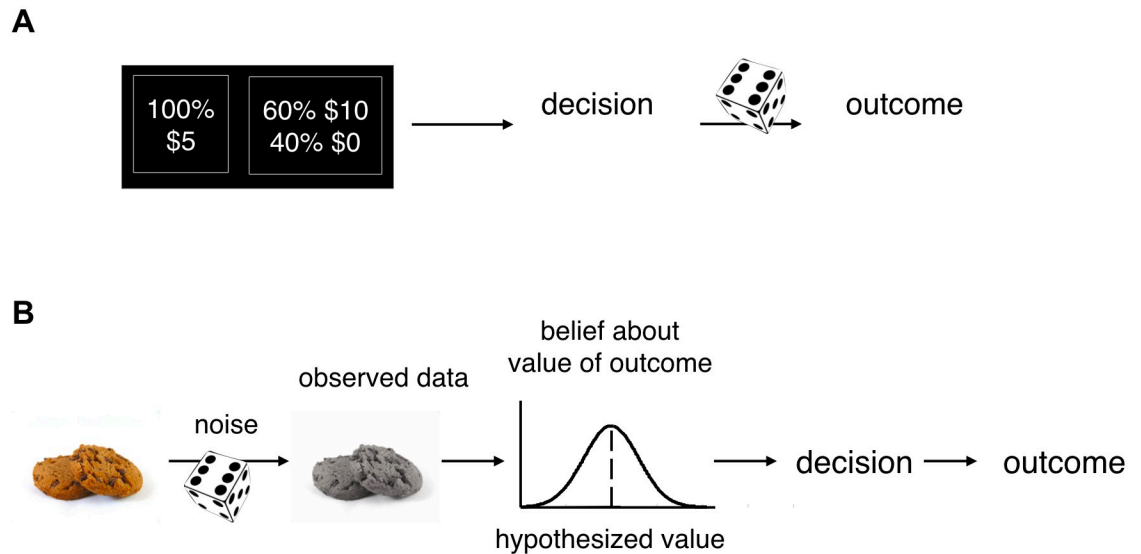 A
100%
$5
60% $10
40% $0
decision
outcome
B
noise
observed data
belief about
value of outcome
hypothesized value
decision
outcome